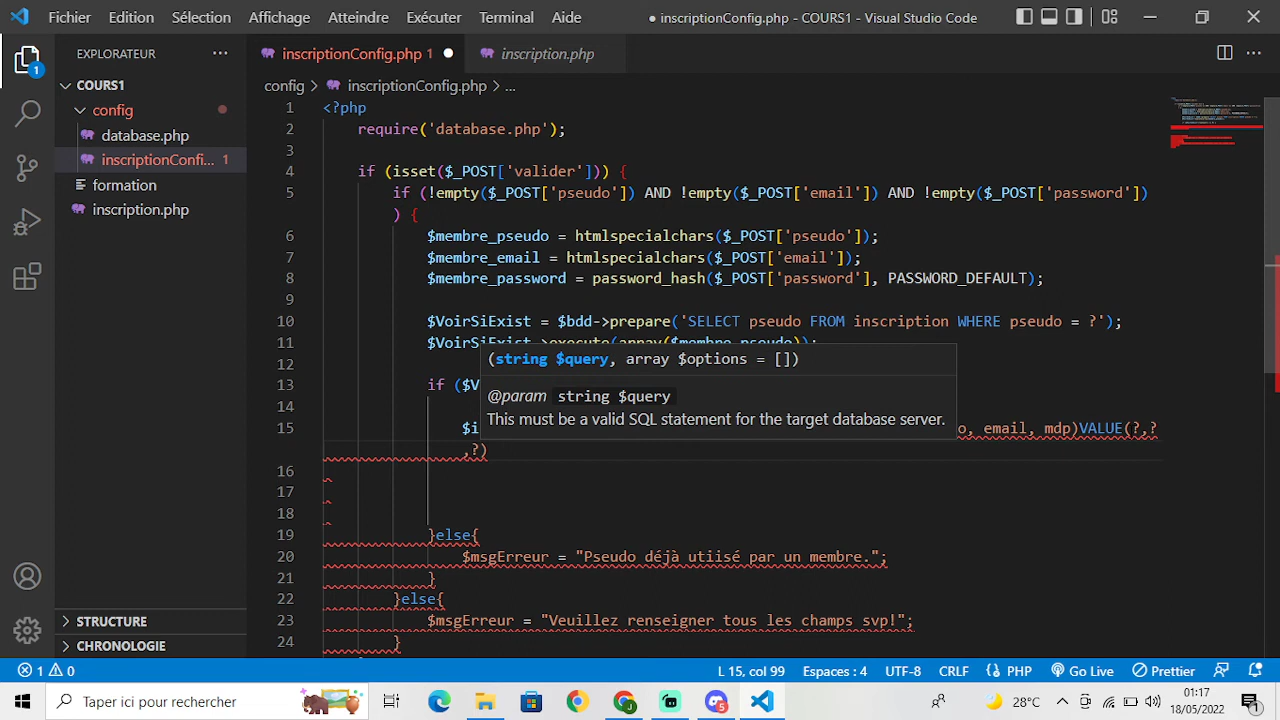 Fichier Edition Sélection Affichage Atteindre Exécuter Terminal Aide
● inscriptionConfig.php - COURS1 - Visual Studio Code
EXPLORATEUR
1
COURS1
config
database.php
inscriptionConfi... 1
formation
inscription.php
STRUCTURE
CHRONOLOGIE
inscriptionConfig.php 1
inscription.php
config > inscriptionConfig.php > ...
1 <?php
2 require('database.php');
3
4 if (isset($_POST['valider'])) {
5 if (!empty($_POST['pseudo']) AND !empty($_POST['email']) AND !empty($_POST['password'])
) {
6 $membre_pseudo = htmlspecialchars($_POST['pseudo']);
7 $membre_email = htmlspecialchars($_POST['email']);
8 $membre_password = password_hash($_POST['password'], PASSWORD_DEFAULT);
9
10 $VoirSiExist = $bdd->prepare('SELECT pseudo FROM inscription WHERE pseudo = ?');
11 $VoirSiExist->execute(array($membre_pseudo));
(string $query, array $options = [])
12
13 if ($V
@param string $query
14
This must be a valid SQL statement for the target database server.
15 $i o, email, mdp)VALUE(?,?
,?)
16
17
18
19 }else{
20 $msgErreur = "Pseudo déjà utiisé par un membre.";
21 }
22 }else{
23 $msgErreur = "Veuillez renseigner tous les champs svp!";
24 }
1 0 L 15, col 99 Espaces : 4 UTF-8 CRLF PHP Go Live Prettier
Taper ici pour rechercher
J
5
28°C
01:17
18/05/2022
1